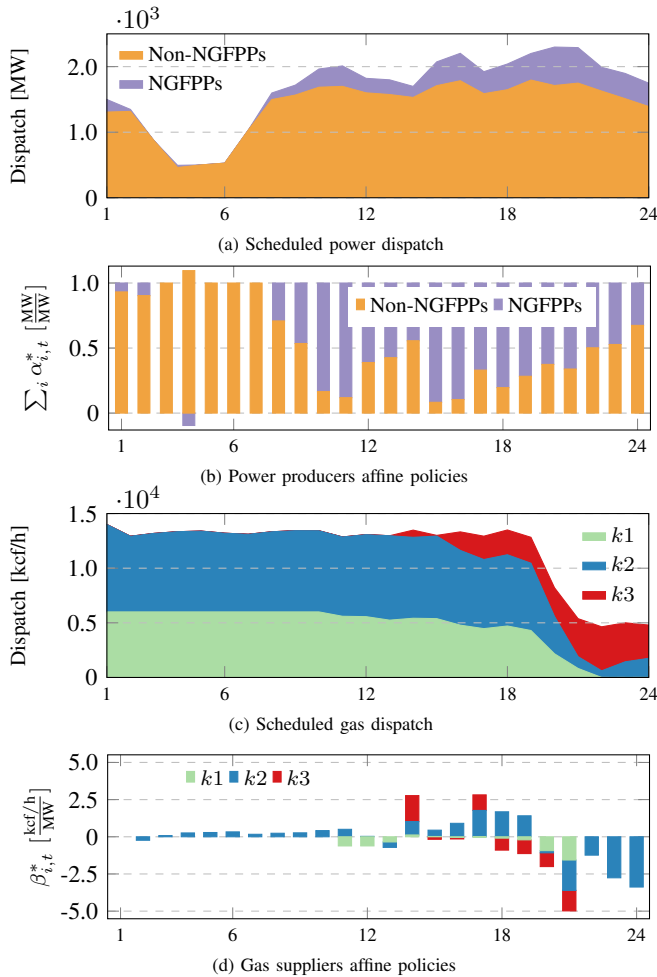 ·10³
Non-NGFPPs
NGFPPs
Dispatch [MW]
2.0
1.0
0
1 6 12 18 24
(a) Scheduled power dispatch
1.0
0.5
0
Non-NGFPPs NGFPPs
∑ᵢ α*ᵢ,ₜ [MW/MW]
1 6 12 18 24
(b) Power producers affine policies
·10⁴
1.5
1.0
0.5
0
Dispatch [kcf/h]
k1
k2
k3
1 6 12 18 24
(c) Scheduled gas dispatch
5.0
2.5
0
-2.5
-5.0
k1 k2 k3
β*ᵢ,ₜ [kcf/h/MW]
1 6 12 18 24
(d) Gas suppliers affine policies